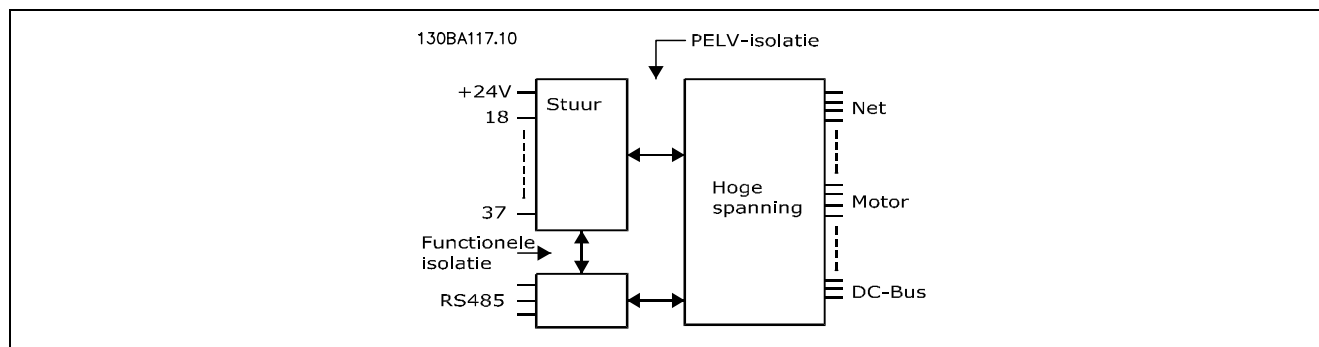 130BA117.10
PELV-isolatie
+24V
Stuur
18
Net
Hoge
spanning
Motor
37
Functionele
isolatie
RS485
DC-Bus